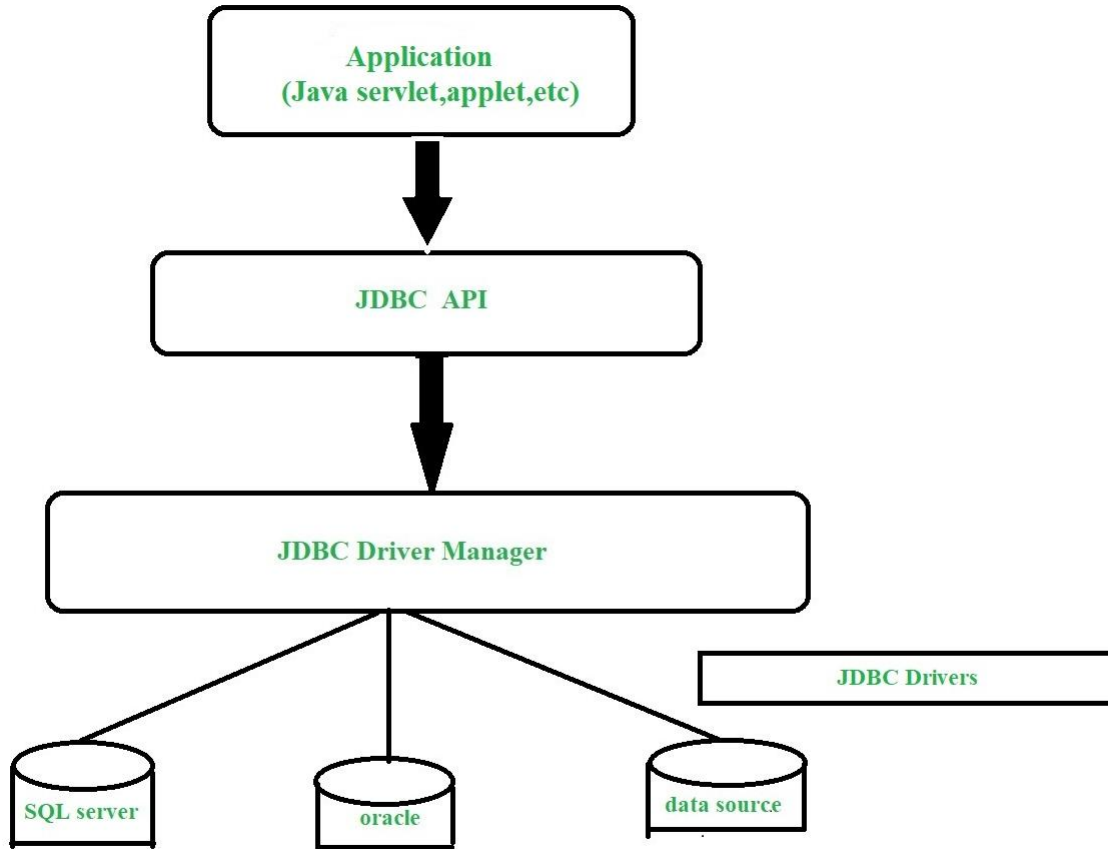 Application
(Java servlet,applet,etc)
JDBC API
JDBC Driver Manager
JDBC Drivers
SQL server
oracle
data source